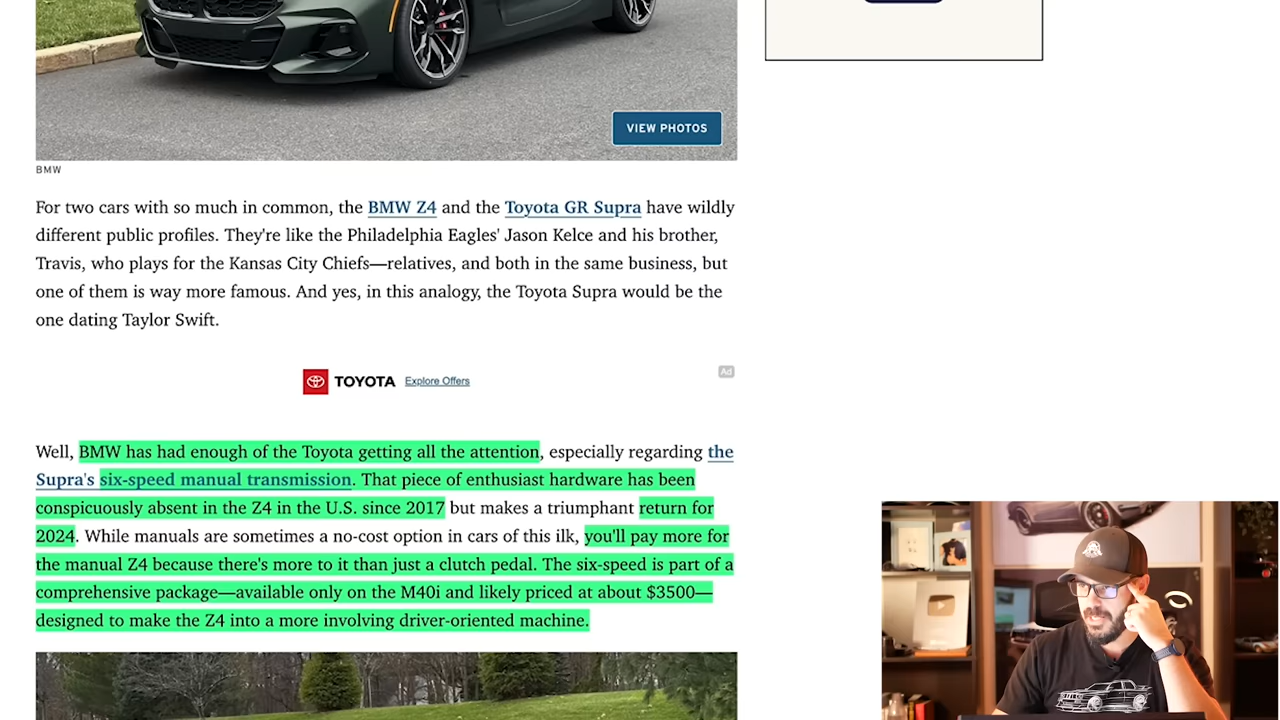 VIEW PHOTOS
BMW
For two cars with so much in common, the BMW Z4 and the Toyota GR Supra have wildly
different public profiles. They're like the Philadelphia Eagles' Jason Kelce and his brother,
Travis, who plays for the Kansas City Chiefs—relatives, and both in the same business, but
one of them is way more famous. And yes, in this analogy, the Toyota Supra would be the
one dating Taylor Swift.
Ad
TOYOTA Explore Offers
Well, BMW has had enough of the Toyota getting all the attention, especially regarding the
Supra's six-speed manual transmission. That piece of enthusiast hardware has been
conspicuously absent in the Z4 in the U.S. since 2017 but makes a triumphant return for
2024. While manuals are sometimes a no-cost option in cars of this ilk, you'll pay more for
the manual Z4 because there's more to it than just a clutch pedal. The six-speed is part of a
comprehensive package—available only on the M40i and likely priced at about $3500—
designed to make the Z4 into a more involving driver-oriented machine.